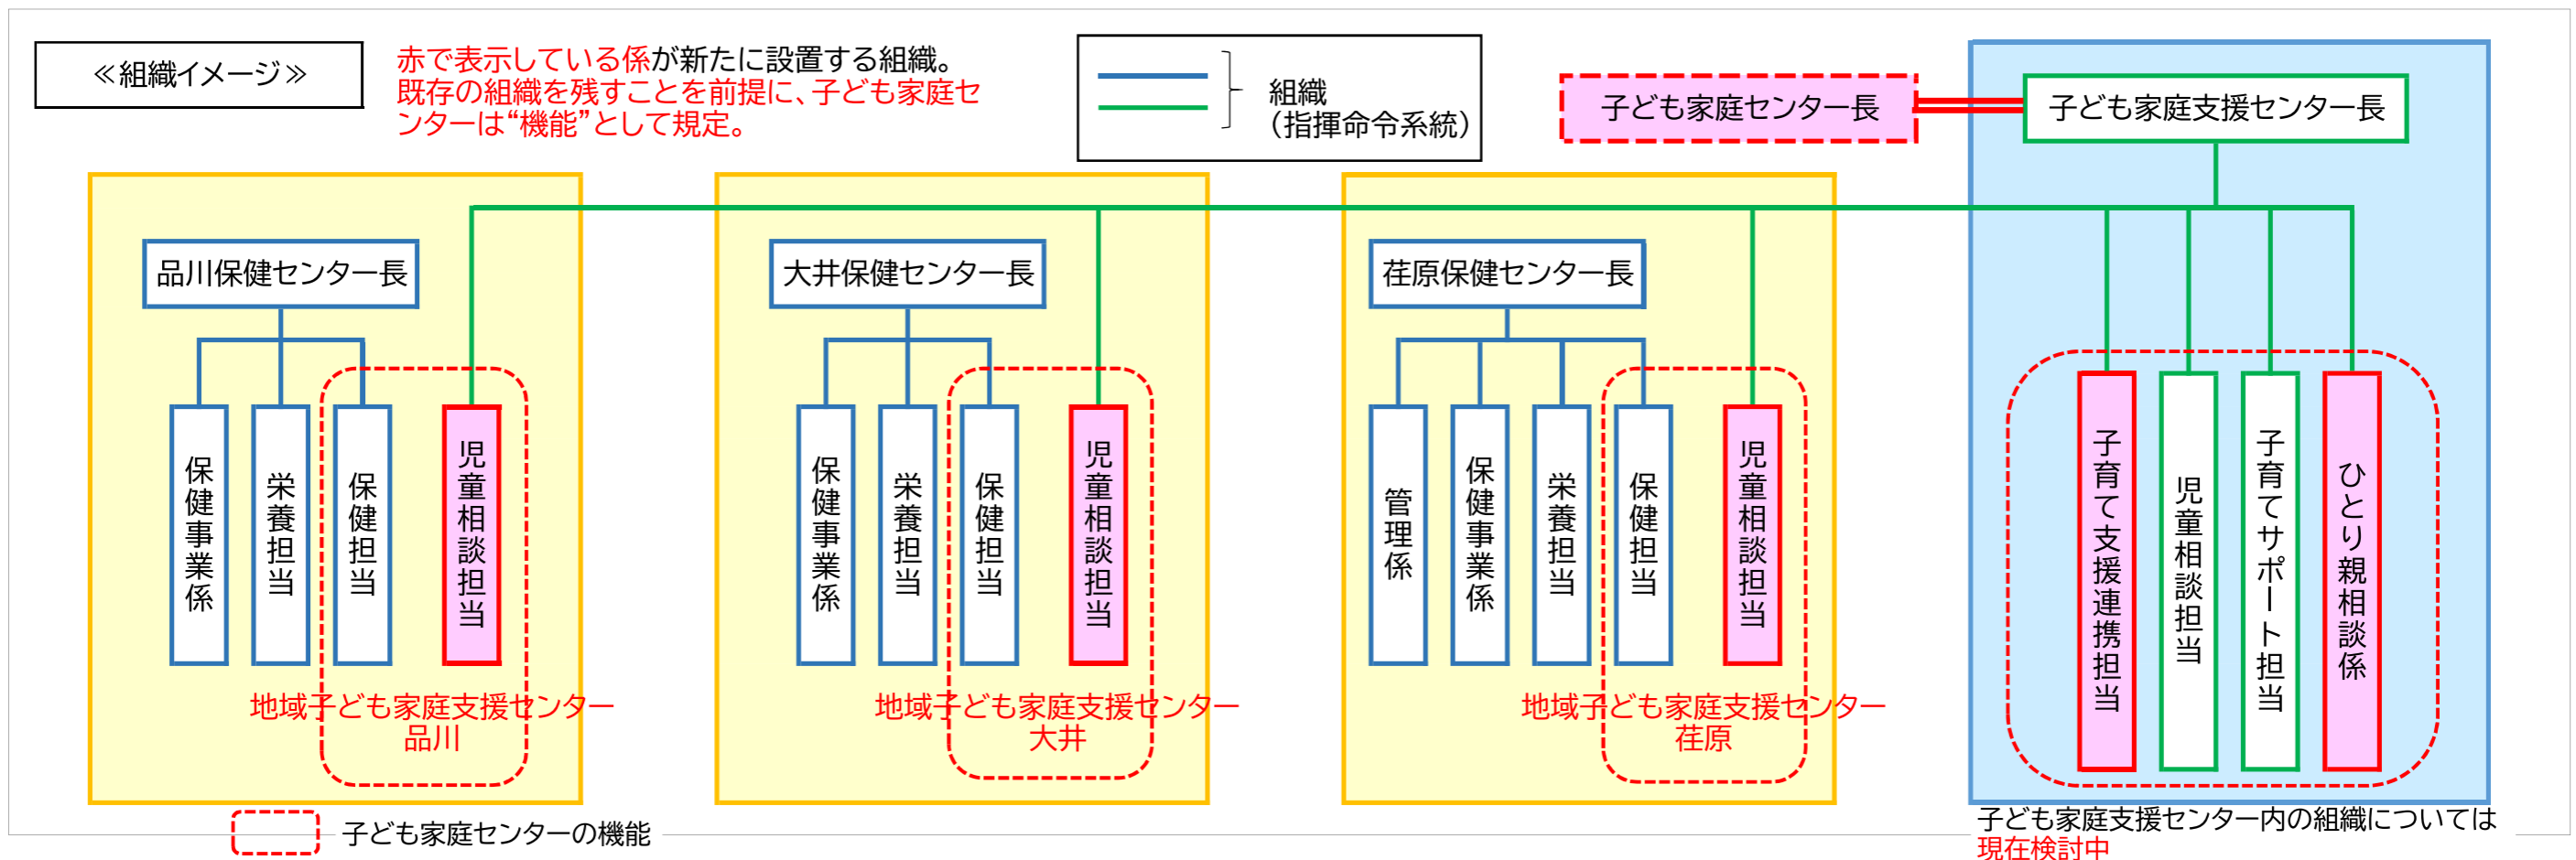 ≪組織イメージ≫
赤で表示している係が新たに設置する組織。
既存の組織を残すことを前提に、子ども家庭セ
ンターは“機能”として規定。
組織
（指揮命令系統）
子ども家庭センター長
子ども家庭支援センター長
品川保健センター長
保健事業係
栄養担当
保健担当
児童相談担当
地域子ども家庭支援センター
品川
大井保健センター長
保健事業係
栄養担当
保健担当
児童相談担当
地域子ども家庭支援センター
大井
荏原保健センター長
管理係
保健事業係
栄養担当
保健担当
児童相談担当
地域子ども家庭支援センター
荏原
子育て支援連携担当
児童相談担当
子育てサポート担当
ひとり親相談係
子ども家庭センターの機能
子ども家庭支援センター内の組織については
現在検討中